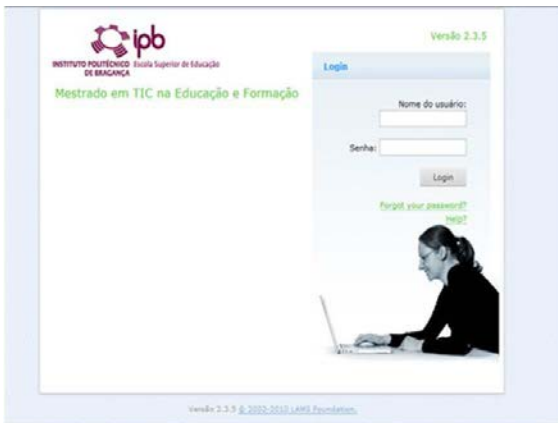 ipb
INSTITUTO POLITÉCNICO Escola Superior de Educação
DE BRAGANÇA
Mestrado em TIC na Educação e Formação
Versão 2.3.5
Login
Nome do usuário:
Senha:
Login
Forgot your password?
Help?
Versão 2.3.5 © 2002-2010 LAMS Foundation.